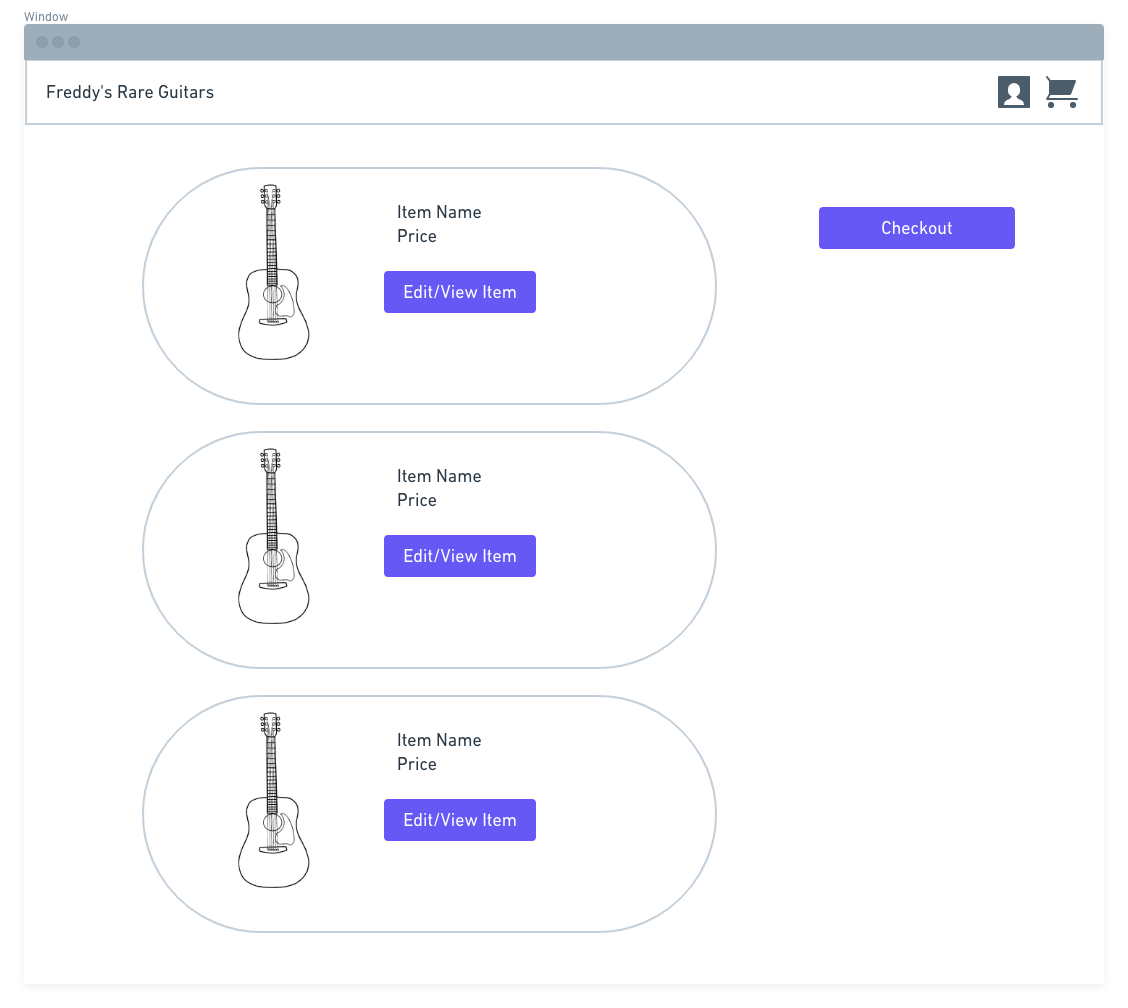 Window
Freddy's Rare Guitars
Item Name
Price
Edit/View Item
Checkout
Item Name
Price
Edit/View Item
Item Name
Price
Edit/View Item